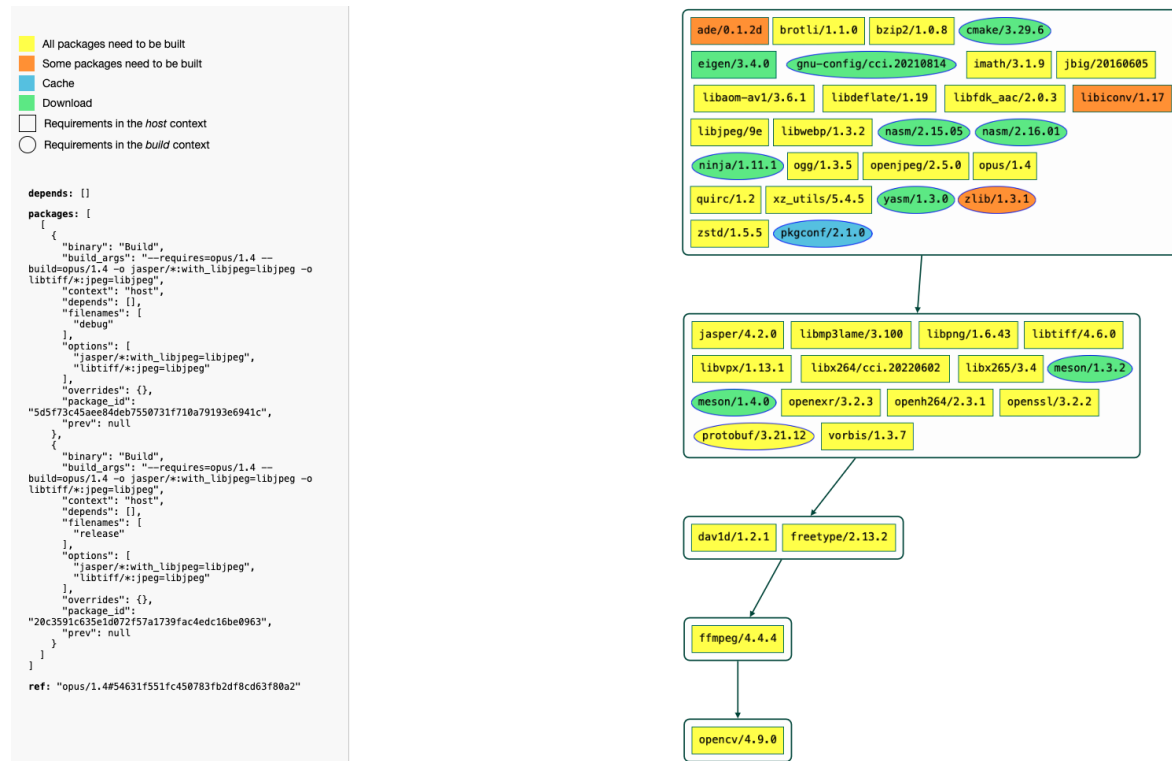 All packages need to be built
Some packages need to be built
Cache
Download
Requirements in the host context
Requirements in the build context
depends: []
packages: [
  [
    {
      "binary": "Build",
      "build_args": "--requires=opus/1.4 --
build=opus/1.4 -o jasper/*:with_libjpeg=libjpeg -o
libtiff/*:jpeg=libjpeg",
      "context": "host",
      "depends": [],
      "filenames": [
        "debug"
      ],
      "options": [
        "jasper/*:with_libjpeg=libjpeg",
        "libtiff/*:jpeg=libjpeg"
      ],
      "overrides": {},
      "package_id":
"5d5f73c45aee84deb7550731f710a79193e6941c",
      "prev": null
    },
    {
      "binary": "Build",
      "build_args": "--requires=opus/1.4 --
build=opus/1.4 -o jasper/*:with_libjpeg=libjpeg -o
libtiff/*:jpeg=libjpeg",
      "context": "host",
      "depends": [],
      "filenames": [
        "release"
      ],
      "options": [
        "jasper/*:with_libjpeg=libjpeg",
        "libtiff/*:jpeg=libjpeg"
      ],
      "overrides": {},
      "package_id":
"20c3591c635e1d072f57a1739fac4edc16be0963",
      "prev": null
    }
  ]
]
ref: "opus/1.4#54631f551fc450783fb2df8cd63f80a2"
ade/0.1.2d brotli/1.1.0 bzip2/1.0.8 cmake/3.29.6
eigen/3.4.0 gnu-config/cci.20210814 imath/3.1.9 jbig/20160605
libaom-av1/3.6.1 libdeflate/1.19 libfdk_aac/2.0.3 libiconv/1.17
libjpeg/9e libwebp/1.3.2 nasm/2.15.05 nasm/2.16.01
ninja/1.11.1 ogg/1.3.5 openjpeg/2.5.0 opus/1.4
quirc/1.2 xz_utils/5.4.5 yasm/1.3.0 zlib/1.3.1
zstd/1.5.5 pkgconf/2.1.0
jasper/4.2.0 libmp3lame/3.100 libpng/1.6.43 libtiff/4.6.0
libvpx/1.13.1 libx264/cci.20220602 libx265/3.4 meson/1.3.2
meson/1.4.0 openexr/3.2.3 openh264/2.3.1 openssl/3.2.2
protobuf/3.21.12 vorbis/1.3.7
dav1d/1.2.1 freetype/2.13.2
ffmpeg/4.4.4
opencv/4.9.0